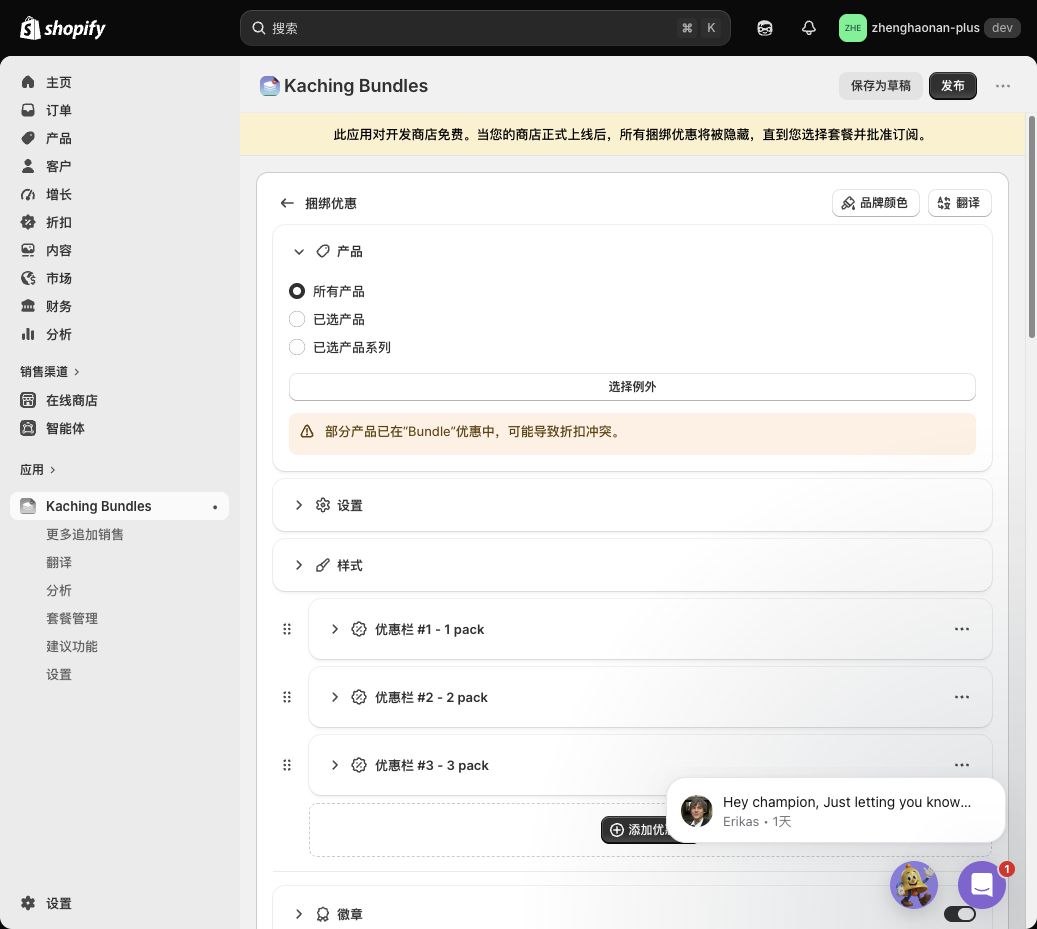 shopify
搜索
⌘ K
ZHE
zhenghaonan-plus dev
主页
订单
产品
客户
增长
折扣
内容
市场
财务
分析
销售渠道
在线商店
智能体
应用
Kaching Bundles
更多追加销售
翻译
分析
套餐管理
建议功能
设置
设置
Kaching Bundles
保存为草稿
发布
此应用对开发商店免费。当您的商店正式上线后，所有捆绑优惠将被隐藏，直到您选择套餐并批准订阅。
捆绑优惠
品牌颜色
翻译
产品
所有产品
已选产品
已选产品系列
选择例外
部分产品已在“Bundle”优惠中，可能导致折扣冲突。
设置
样式
优惠栏 #1 - 1 pack
优惠栏 #2 - 2 pack
优惠栏 #3 - 3 pack
添加优
Hey champion, Just letting you know...
Erikas • 1天
1
徽章